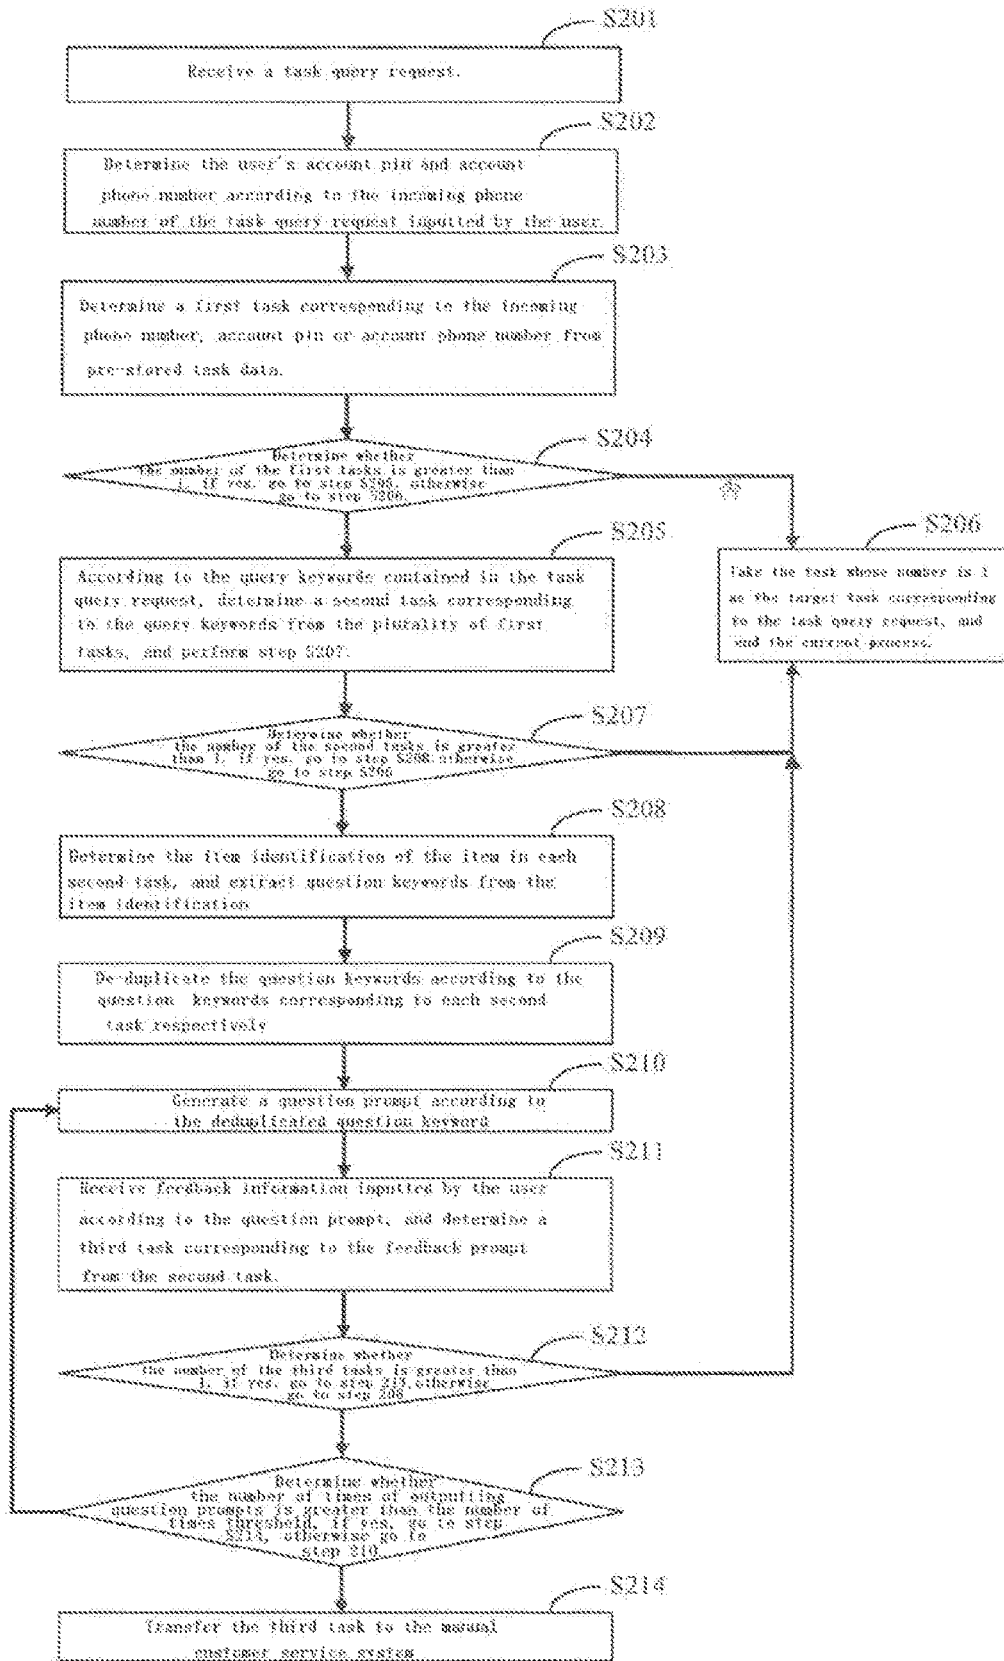 S201
Receive a task query request.
S202
Determine the user's account pin and account
phone number according to the incoming phone
number of the task query request inputted by the user.
S203
Determine a first task corresponding to the incoming
phone number, account pin or account phone number from
pre-stored task data.
S204
Determine whether
the number of the first tasks is greater than
1, if yes, go to step S205, otherwise
go to step S206.
S205
According to the query keywords contained in the task
query request, determine a second task corresponding
to the query keywords from the plurality of first
tasks, and perform step S207.
S206
Take the task whose number is 1
as the target task corresponding
to the task query request, and
end the current process.
S207
Determine whether
the number of the second tasks is greater
than 1, if yes, go to step S208 otherwise
go to step S206
S208
Determine the item identification of the item in each
second task, and extract question keywords from the
item identification
S209
De-duplicate the question keywords according to the
question keywords corresponding to each second
task respectively
S210
Generate a question prompt according to
the deduplicated question keyword
S211
Receive feedback information inputted by the user
according to the question prompt, and determine a
third task corresponding to the feedback prompt
from the second task.
S212
Determine whether
the number of the third tasks is greater than
1, if yes, go to step 213, otherwise
go to step
S213
Determine whether
the number of times of outputting
question prompts is greater than the number of
times threshold, if yes, go to step
S214, otherwise go to
step 210
S214
Transfer the third task to the manual
customer service system